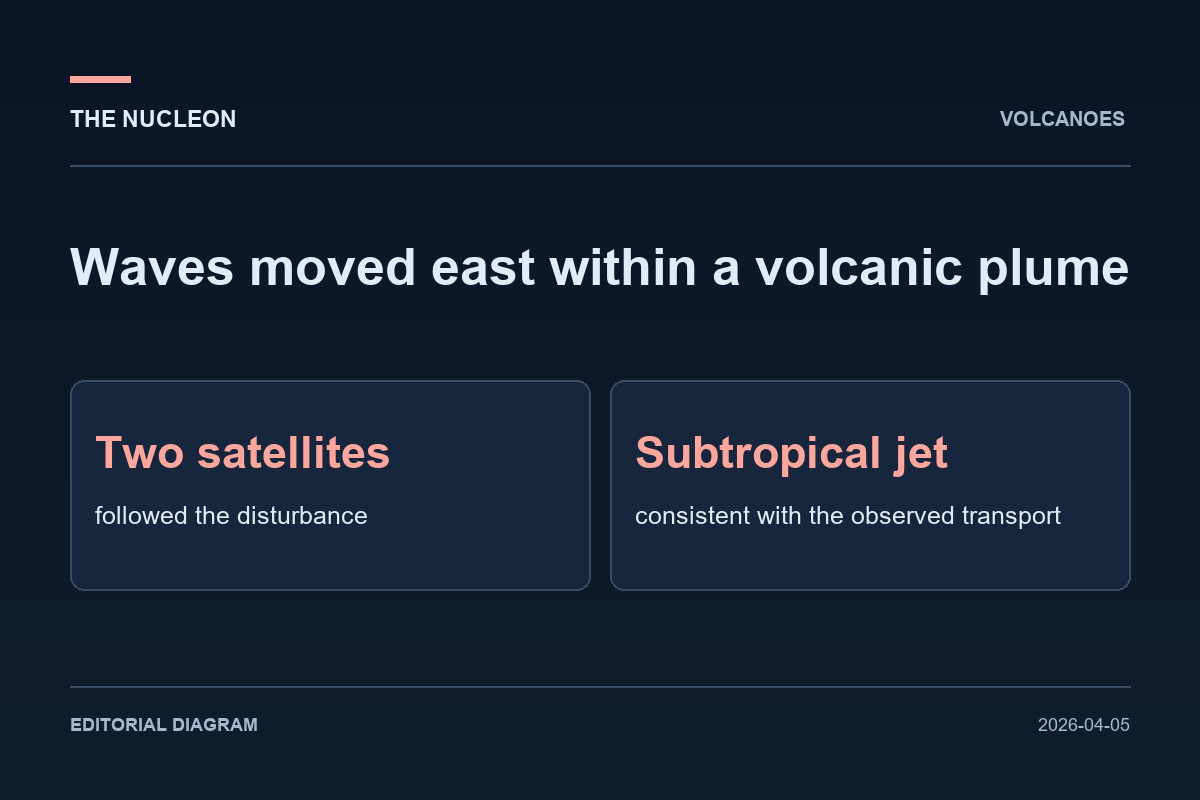 THE NUCLEON
VOLCANOES
Waves moved east within a volcanic plume
Two satellites
followed the disturbance
Subtropical jet
consistent with the observed transport
EDITORIAL DIAGRAM
2026-04-05